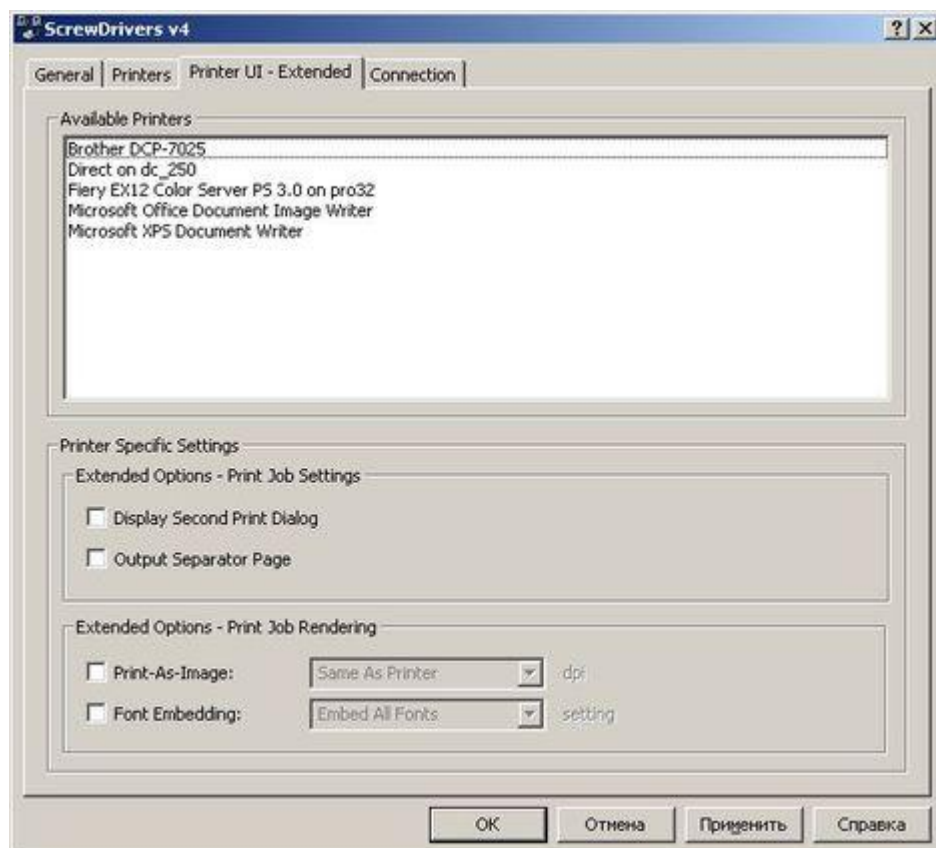 ScrewDrivers v4
General Printers Printer UI - Extended Connection
Available Printers
Brother DCP-7025
Direct on dc_250
Fiery EX12 Color Server PS 3.0 on pro32
Microsoft Office Document Image Writer
Microsoft XPS Document Writer
Printer Specific Settings
Extended Options - Print Job Settings
Display Second Print Dialog
Output Separator Page
Extended Options - Print Job Rendering
Print-As-Image: Same As Printer dpi
Font Embedding: Embed All Fonts setting
OK Отмена Применить Справка